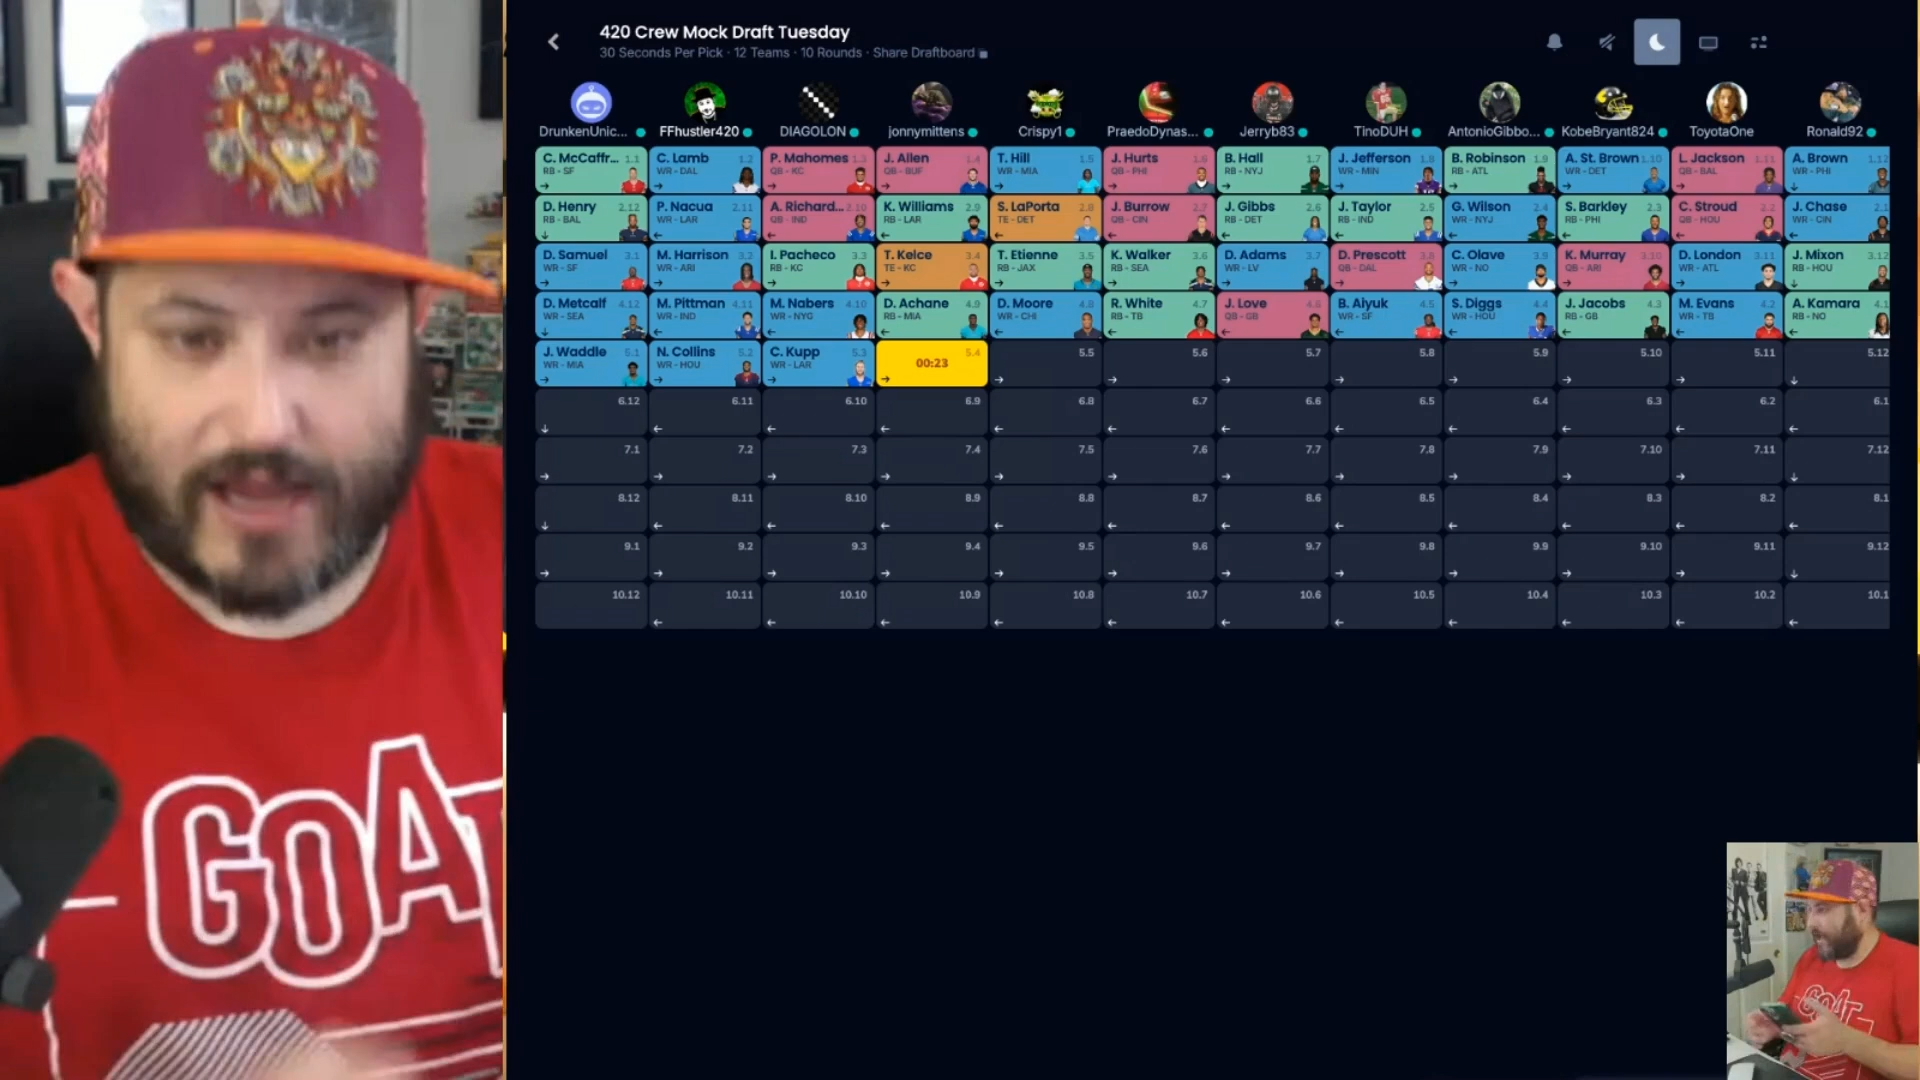 420 Crew Mock Draft Tuesday
30 Seconds Per Pick · 12 Teams · 10 Rounds · Share Draftboard
DrunkenUnic... FFhustler420 DIAGOLON jonnymittens Crispy1 PraedoDynas... Jerryb83 TinoDUH AntonioGibbo... KobeBryant824 ToyotaOne Ronald92
C. McCaffr... 1.1 C. Lamb 1.2 P. Mahomes 1.3 J. Allen 1.4 T. Hill 1.5 J. Hurts 1.6 B. Hall 1.7 J. Jefferson 1.8 B. Robinson 1.9 A. St. Brown 1.10 L. Jackson 1.11 A. Brown 1.12
RB - SF WR - DAL QB - KC QB - BUF WR - MIA QB - PHI RB - NYJ WR - MIN RB - ATL WR - DET QB - BAL WR - PHI
D. Henry 2.12 P. Nacua 2.11 A. Richard... 2.10 K. Williams 2.9 S. LaPorta 2.8 J. Burrow 2.7 J. Gibbs 2.6 J. Taylor 2.5 G. Wilson 2.4 S. Barkley 2.3 C. Stroud 2.2 J. Chase 2.1
RB - BAL WR - LAR QB - IND RB - LAR TE - DET QB - CIN RB - DET RB - IND WR - NYJ RB - PHI QB - HOU WR - CIN
D. Samuel 3.1 M. Harrison 3.2 I. Pacheco 3.3 T. Kelce 3.4 T. Etienne 3.5 K. Walker 3.6 D. Adams 3.7 D. Prescott 3.8 C. Olave 3.9 K. Murray 3.10 D. London 3.11 J. Mixon 3.12
WR - SF WR - ARI RB - KC TE - KC RB - JAX RB - SEA WR - LV QB - DAL WR - NO QB - ARI WR - ATL RB - HOU
D. Metcalf 4.12 M. Pittman 4.11 M. Nabers 4.10 D. Achane 4.9 D. Moore 4.8 R. White 4.7 J. Love 4.6 B. Aiyuk 4.5 S. Diggs 4.4 J. Jacobs 4.3 M. Evans 4.2 A. Kamara 4.1
WR - SEA WR - IND WR - NYG RB - MIA WR - CHI RB - TB QB - GB WR - SF WR - HOU RB - GB WR - TB RB - NO
J. Waddle 5.1 N. Collins 5.2 C. Kupp 5.3 5.4 5.5 5.6 5.7 5.8 5.9 5.10 5.11 5.12
WR - MIA WR - HOU WR - LAR 00:23
6.12 6.11 6.10 6.9 6.8 6.7 6.6 6.5 6.4 6.3 6.2 6.1
7.1 7.2 7.3 7.4 7.5 7.6 7.7 7.8 7.9 7.10 7.11 7.12
8.12 8.11 8.10 8.9 8.8 8.7 8.6 8.5 8.4 8.3 8.2 8.1
9.1 9.2 9.3 9.4 9.5 9.6 9.7 9.8 9.9 9.10 9.11 9.12
10.12 10.11 10.10 10.9 10.8 10.7 10.6 10.5 10.4 10.3 10.2 10.1
GOAT
GOAT